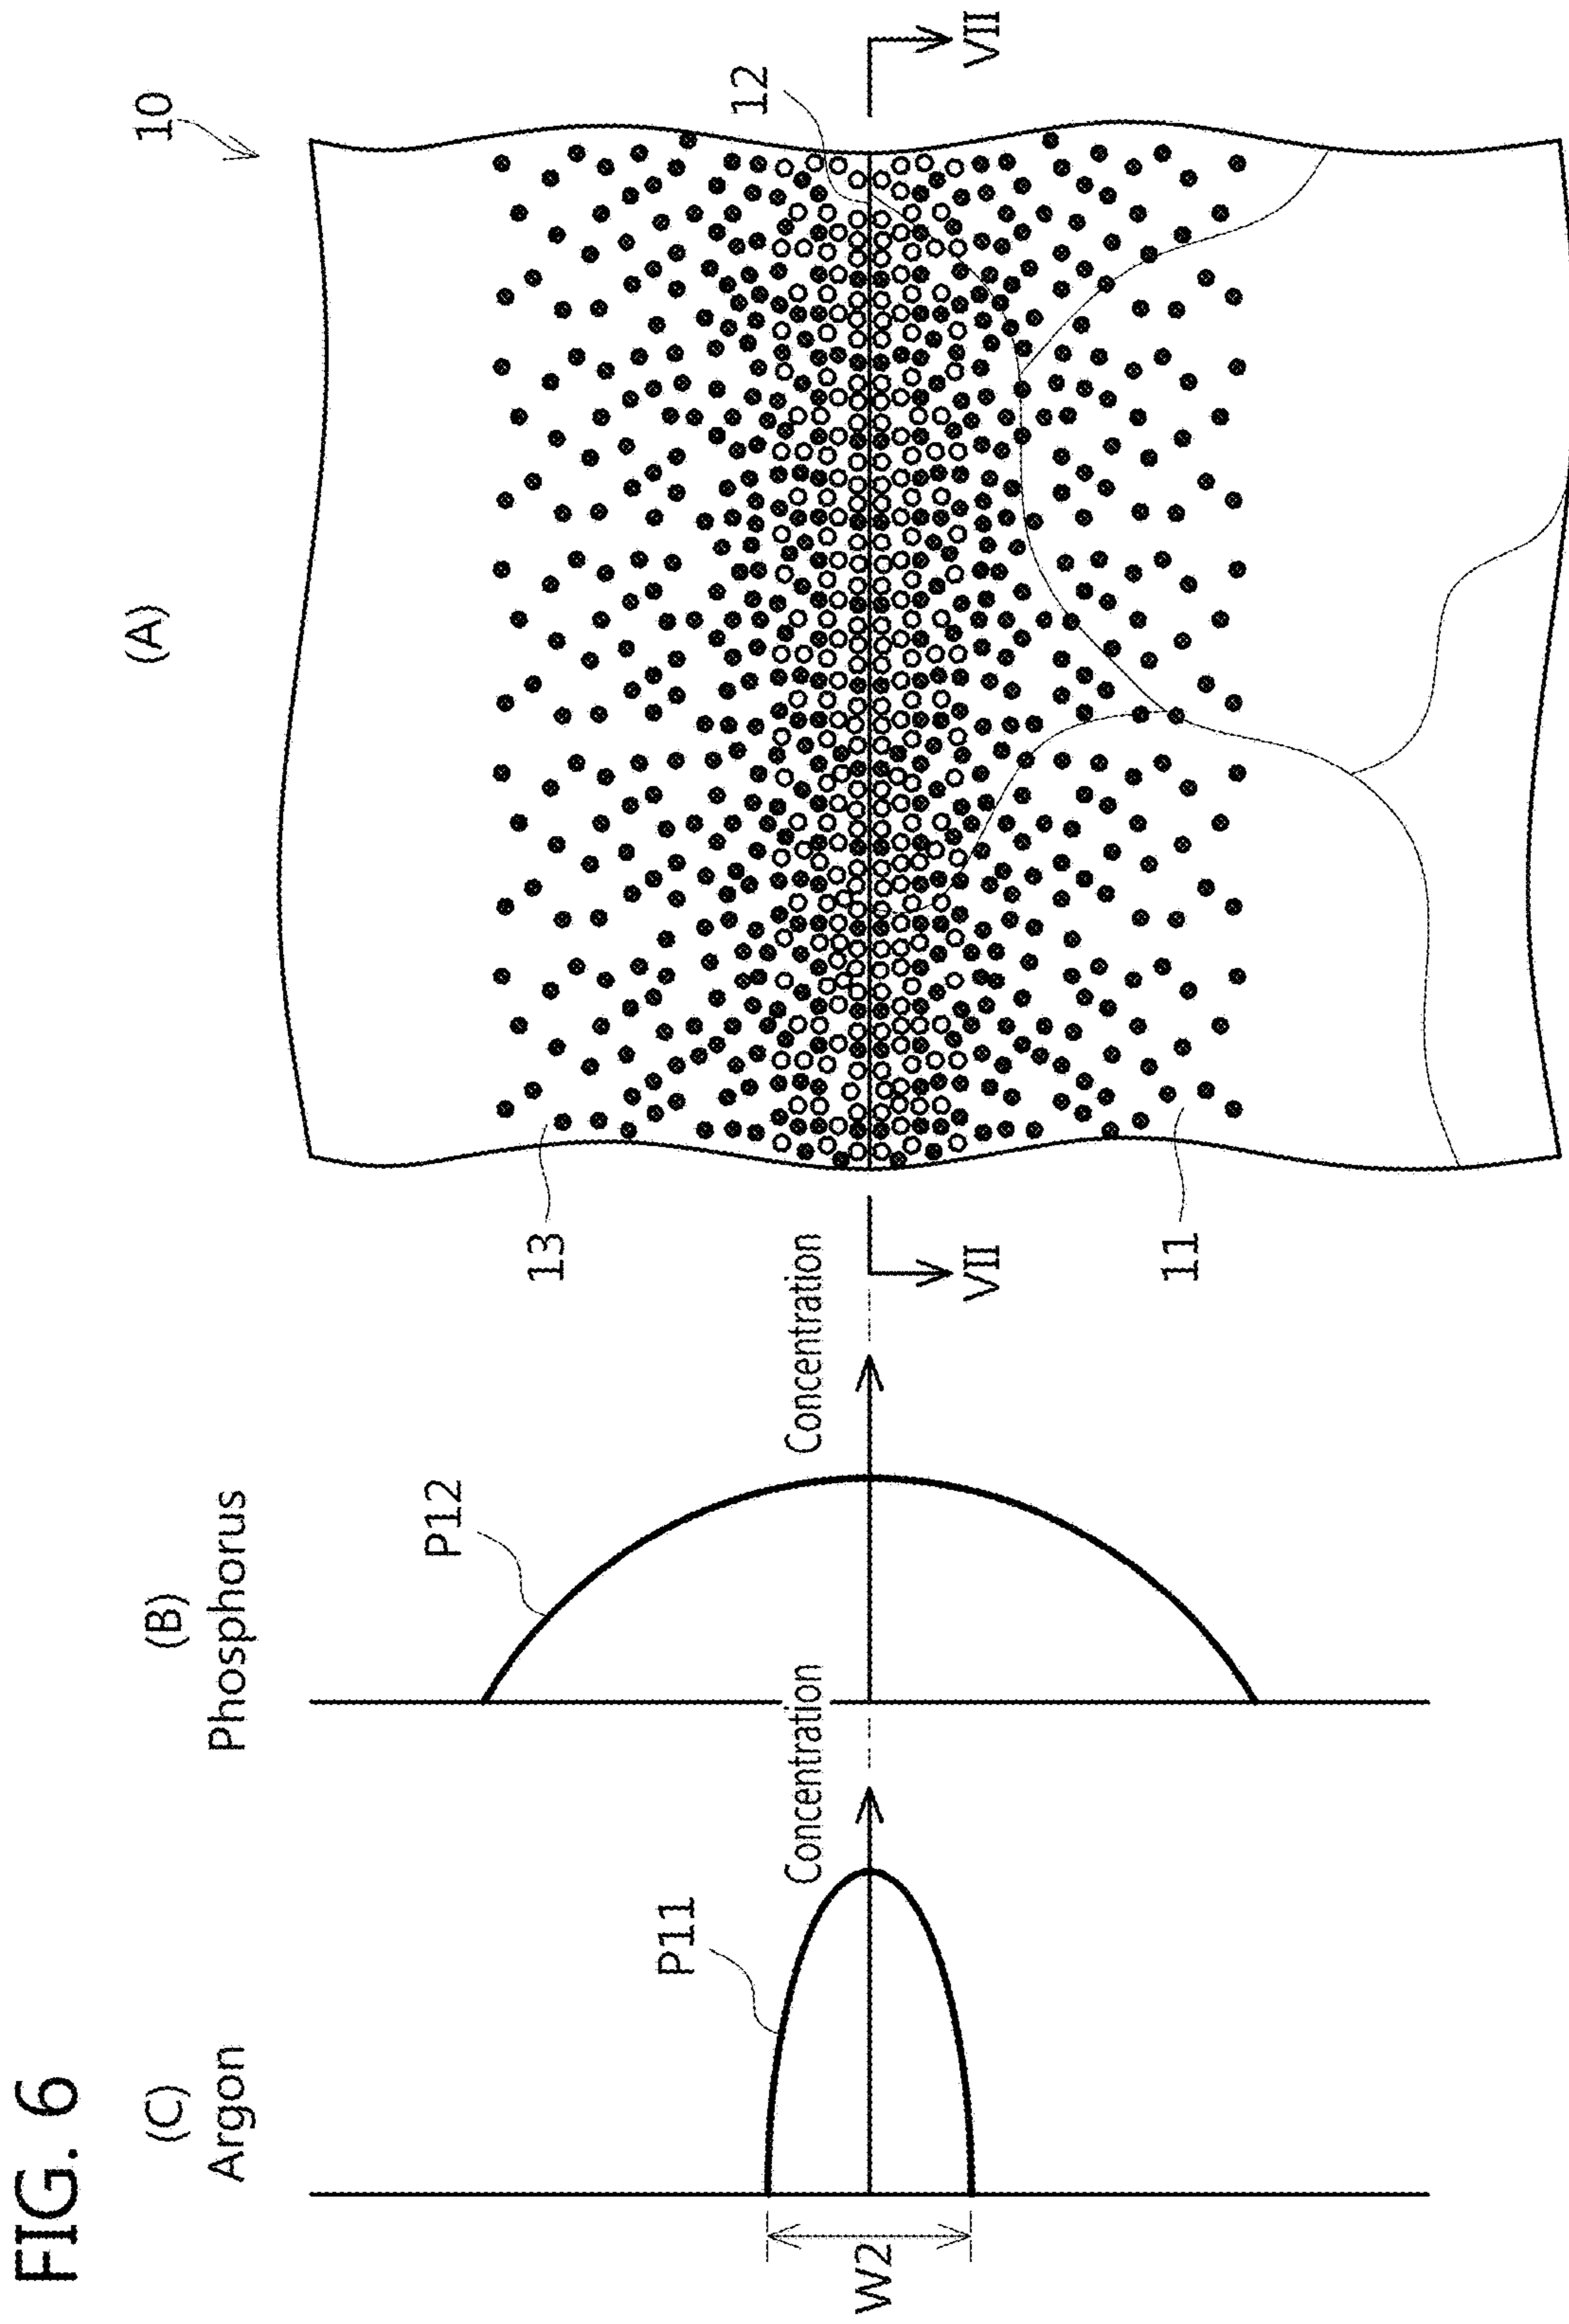 FIG. 6
(C)
Argon
(B)
Phosphorus
(A)
10
P11
P12
Concentration
Concentration
12
13
11
VII
VII
W2